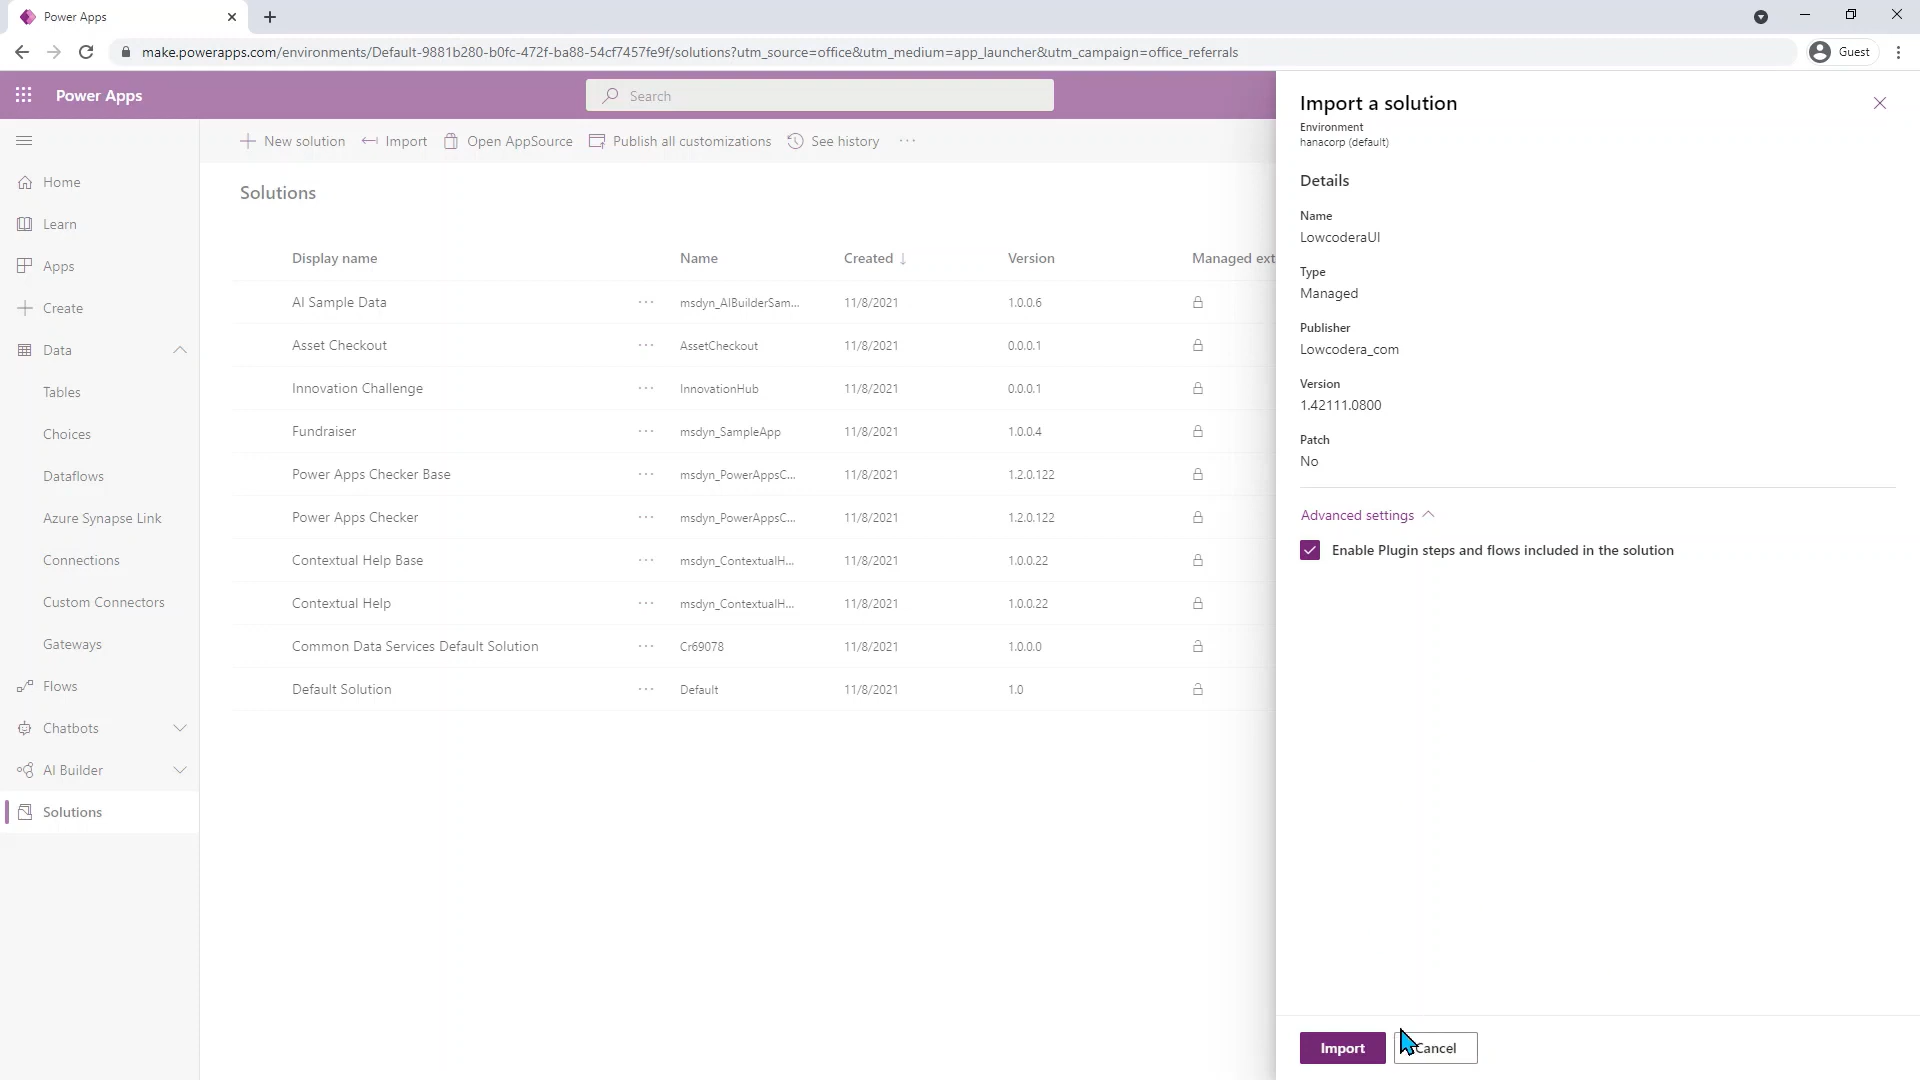 Power Apps
make.powerapps.com/environments/Default-9881b280-b0fc-472f-ba88-54cf7457fe9f/solutions?utm_source=office&utm_medium=app_launcher&utm_campaign=office_referrals
Guest
Power Apps
Search
New solution
Import
Open AppSource
Publish all customizations
See history
Home
Learn
Apps
Create
Data
Tables
Choices
Dataflows
Azure Synapse Link
Connections
Custom Connectors
Gateways
Flows
Chatbots
AI Builder
Solutions
Solutions
Display name Name Created Version Managed ext
AI Sample Data msdyn_AIBuilderSam... 11/8/2021 1.0.0.6
Asset Checkout AssetCheckout 11/8/2021 0.0.0.1
Innovation Challenge InnovationHub 11/8/2021 0.0.0.1
Fundraiser msdyn_SampleApp 11/8/2021 1.0.0.4
Power Apps Checker Base msdyn_PowerAppsC... 11/8/2021 1.2.0.122
Power Apps Checker msdyn_PowerAppsC... 11/8/2021 1.2.0.122
Contextual Help Base msdyn_ContextualH... 11/8/2021 1.0.0.22
Contextual Help msdyn_ContextualH... 11/8/2021 1.0.0.22
Common Data Services Default Solution Cr69078 11/8/2021 1.0.0.0
Default Solution Default 11/8/2021 1.0
Import a solution
Environment
hanacorp (default)
Details
Name
LowcoderaUI
Type
Managed
Publisher
Lowcodera_com
Version
1.42111.0800
Patch
No
Advanced settings
Enable Plugin steps and flows included in the solution
Import
Cancel